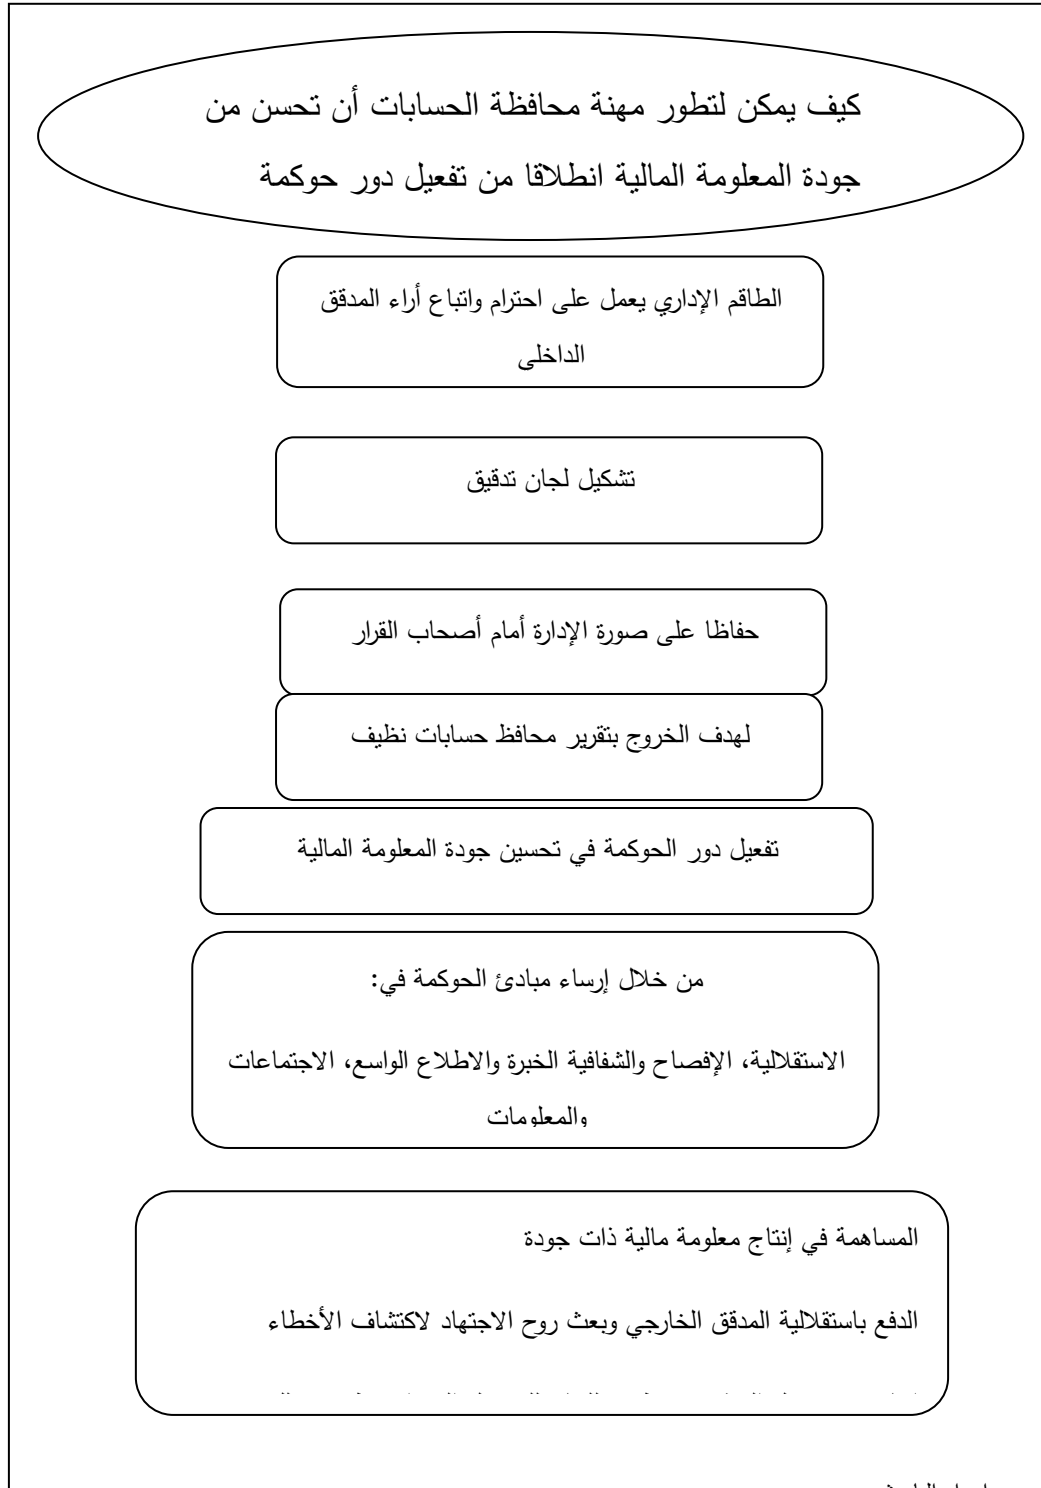 كيف يمكن لتطور مهنة محافظة الحسابات أن تحسن من
جودة المعلومة المالية انطلاقا من تفعيل دور حوكمة
الطاقم الإداري يعمل على احترام واتباع أراء المدقق
الداخلى
تشكيل لجان تدقيق
حفاظا على صورة الإدارة أمام أصحاب القرار
لهدف الخروج بتقرير محافظ حسابات نظيف
تفعيل دور الحوكمة في تحسين جودة المعلومة المالية
من خلال إرساء مبادئ الحوكمة في:
الاستقلالية، الإفصاح والشفافية الخبرة والاطلاع الواسع، الاجتماعات
والمعلومات
المساهمة في إنتاج معلومة مالية ذات جودة
الدفع باستقلالية المدقق الخارجي وبعث روح الاجتهاد لاكتشاف الأخطاء